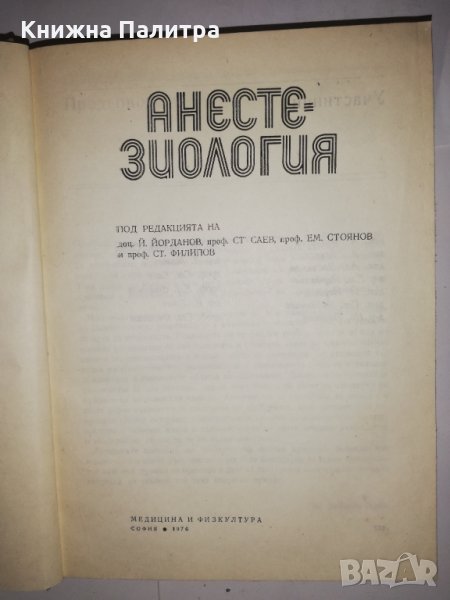 Книжна Палитра
АНЕСТЕ-
ЗИОЛОГИЯ
ПОД РЕДАКЦИЯТА НА
доц. Й. ЙОРДАНОВ, проф. СТ. САЕВ, проф. ЕМ. СТОЯНОВ
и проф. СТ. ФИЛИПОВ
МЕДИЦИНА И ФИЗКУЛТУРА
СОФИЯ • 1976
BAZAR